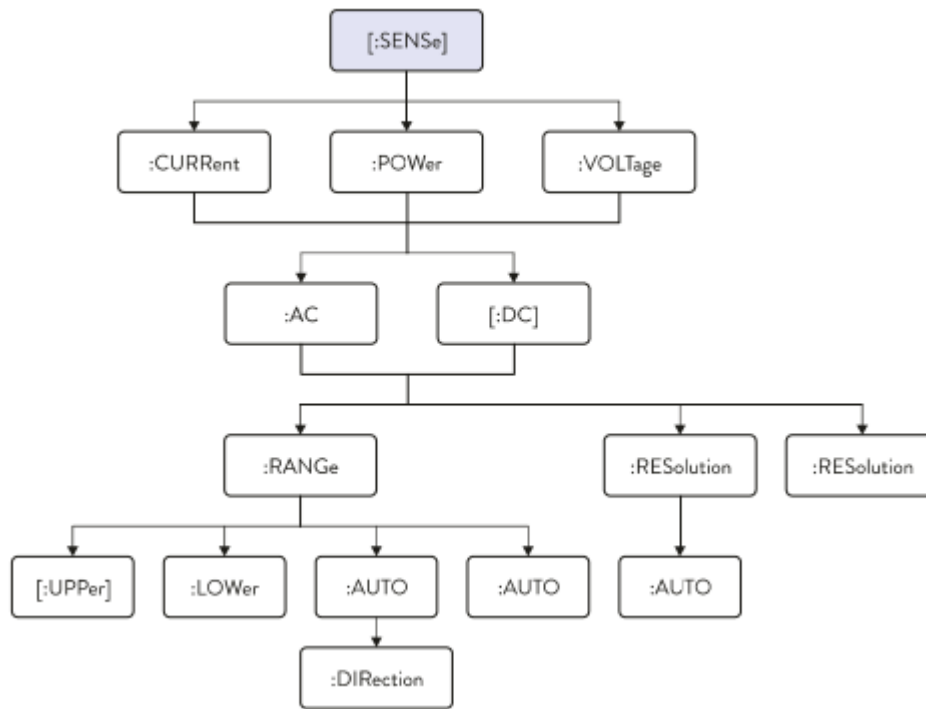 [:SENSe]
:CURRent
:POWer
:VOLTage
:AC
[:DC]
:RANGe
:RESolution
:RESolution
[:UPPer]
:LOWer
:AUTO
:AUTO
:AUTO
:DIRection